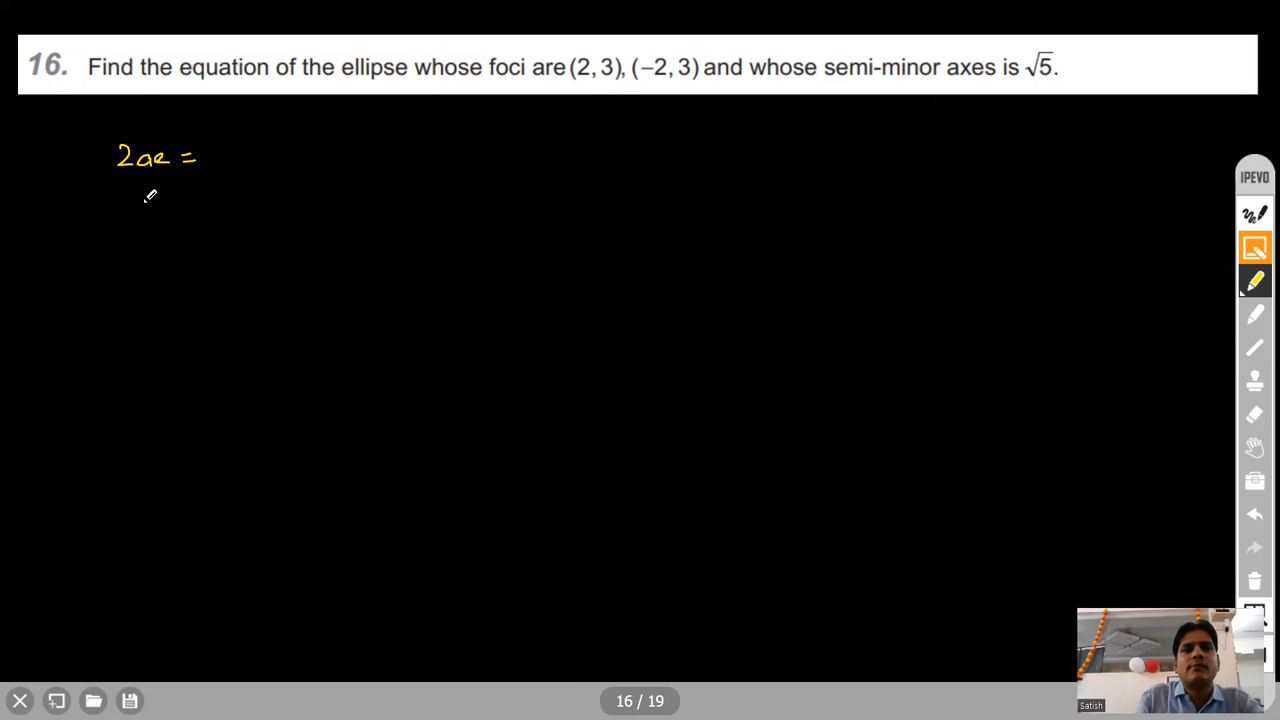 16. Find the equation of the ellipse whose foci are (2, 3), (−2, 3) and whose semi-minor axes is √5.
2ae =
IPEVO
16 / 19
Satish